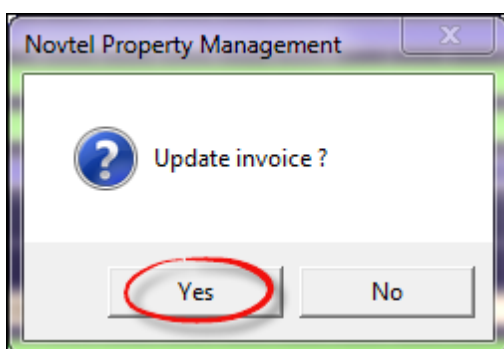 Novtel Property Management
Update invoice ?
Yes
No